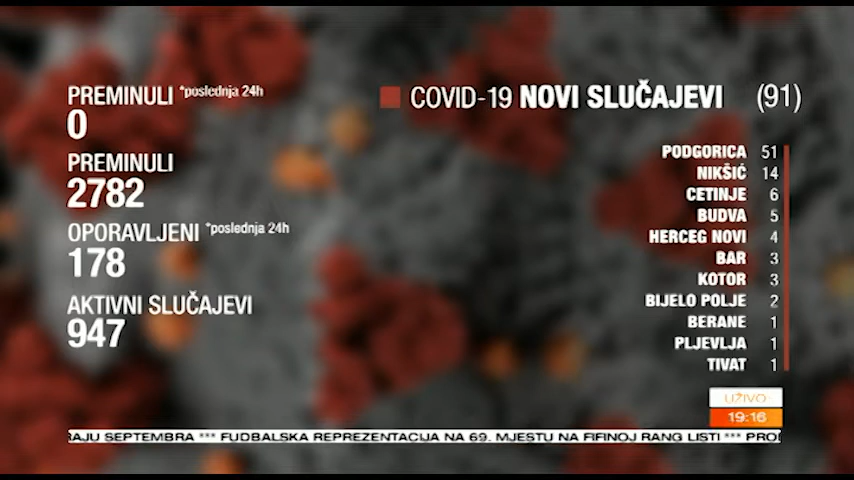 PREMINULI *poslednja 24h
0
PREMINULI
2782
OPORAVLJENI *poslednja 24h
178
AKTIVNI SLUČAJEVI
947
COVID-19 NOVI SLUČAJEVI (91)
PODGORICA 51
NIKŠIĆ 14
CETINJE 6
BUDVA 5
HERCEG NOVI 4
BAR 3
KOTOR 3
BIJELO POLJE 2
BERANE 1
PLJEVLJA 1
TIVAT 1
UŽIVO
19:16
SEPTEMBRA *** FUDBALSKA REPREZENTACIJA NA 69. MJESTU NA FIFINOJ RANG LISTI ***